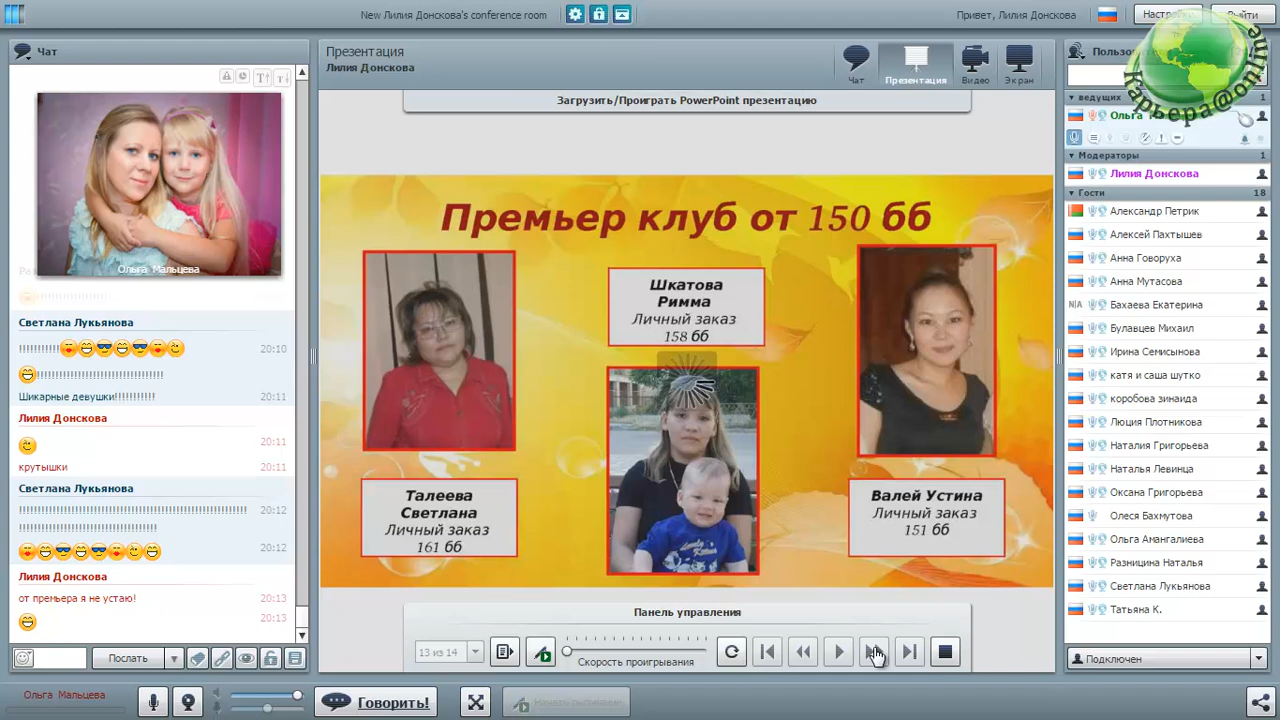 New Лилия Донскова's conference room
Привет, Лилия Донскова
Выйти
карьера@online
Чат
Ольга Мальцева
Светлана Лукьянова
!!!!!!!!!! 20:10
!!!!!!!!!!!!!!!!!!!!!!!!!!!!!!!
Шикарные девушки!!!!!!!!!!! 20:11
Лилия Донскова
20:11
крутышки 20:11
Светлана Лукьянова
20:12
20:12
Лилия Донскова
от премьера я не устаю! 20:13
20:13
Послать
Презентация
Лилия Донскова
Чат
Презентация
Видео
Экран
Загрузить/Проиграть PowerPoint презентацию
Премьер клуб от 150 бб
Талеева
Светлана
Личный заказ
161 бб
Шкатова
Римма
Личный заказ
158 бб
Валей Устина
Личный заказ
151 бб
Панель управления
13 из 14
Скорость проигрывания
ведущих 1
Модераторы 1
Лилия Донскова
Гости 18
Александр Петрик
Алексей Пахтышев
Анна Говоруха
Анна Мутасова
N/A Бахаева Екатерина
Булавцев Михаил
Ирина Семисынова
катя и саша шутко
коробова зинаида
Люция Плотникова
Наталия Григорьева
Наталья Левинца
Оксана Григорьева
Олеся Бахмутова
Ольга Амангалиева
Разницина Наталья
Светлана Лукьянова
Татьяна К.
Подключен
Ольга Мальцева
Говорить!